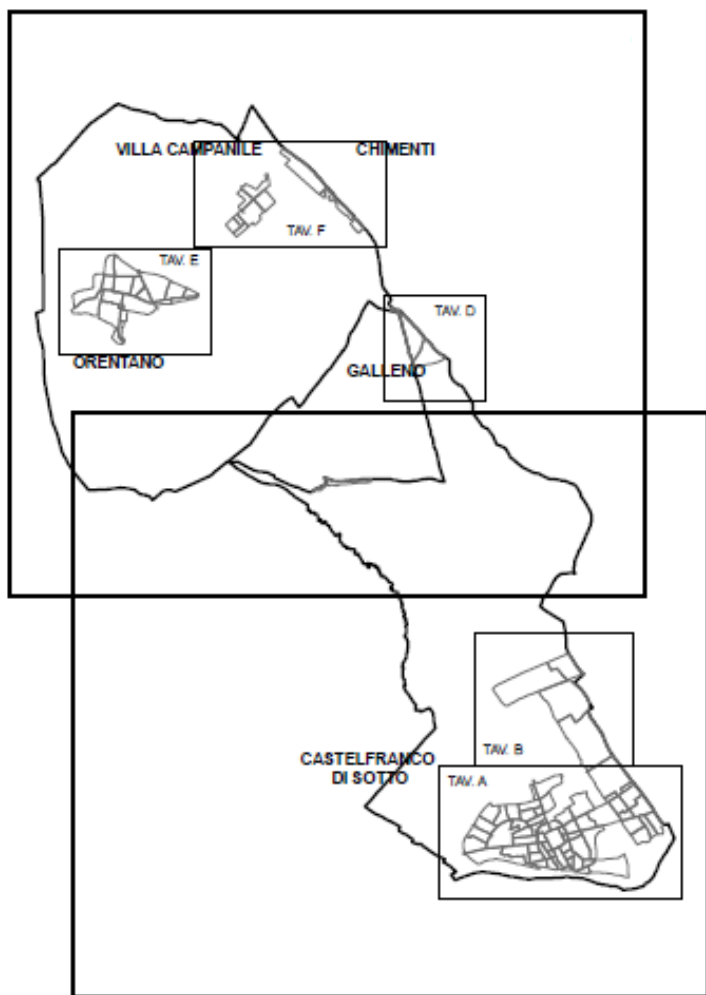 VILLA CAMPANILE
CHIMENTI
TAV. F
TAV. E
ORENTANO
TAV. D
GALLENO
CASTELFRANCO
DI SOTTO
TAV. B
TAV. A